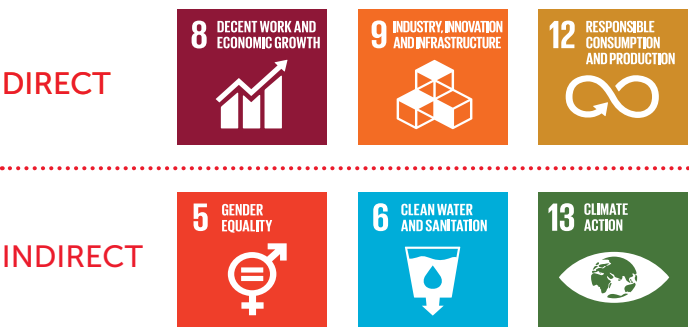 DIRECT
8 DECENT WORK AND
ECONOMIC GROWTH
9 INDUSTRY, INNOVATION
AND INFRASTRUCTURE
12 RESPONSIBLE
CONSUMPTION
AND PRODUCTION
INDIRECT
5 GENDER
EQUALITY
6 CLEAN WATER
AND SANITATION
13 CLIMATE
ACTION